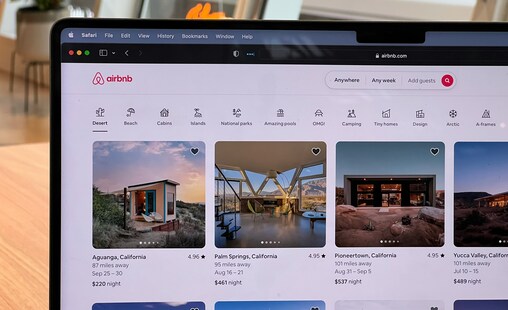 Safari File Edit View History Bookmarks Window Help
airbnb.com
airbnb
Anywhere Any week Add guests
Desert Beach Cabins Islands National parks Amazing pools OMG! Camping Tiny homes Design Arctic A-frames
Aguanga, California 4.96 Palm Springs, California 4.95 Pioneertown, California 4.9 Yucca Valley, California
87 miles away 95 miles away 101 miles away 89 miles away
Sep 25 – 30 Aug 16 – 21 Aug 31 – Sep 5 Jul 10 – 15
$220 night $461 night $537 night $489 night